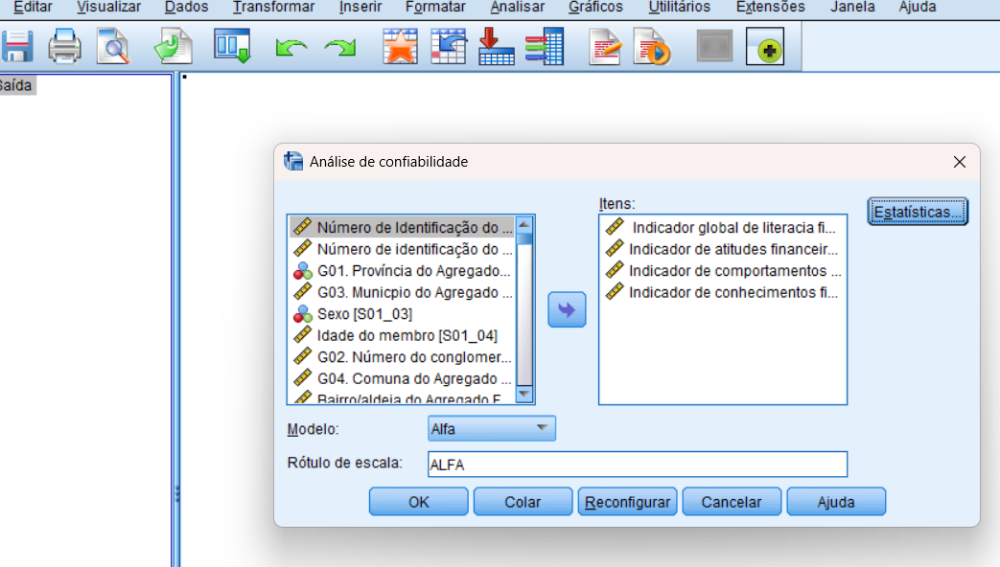 Editar Visualizar Dados Transformar Inserir Formatar Analisar Gráficos Utilitários Extensões Janela Ajuda
Saída
Análise de confiabilidade
Itens:
Estatísticas...
Número de Identificação do ...
Número de identificação do ...
G01. Província do Agregado...
G03. Municpio do Agregado ...
Sexo [S01_03]
Idade do membro [S01_04]
G02. Número do conglomer...
G04. Comuna do Agregado ...
Bairro/aldeia do Agregado F
Indicador global de literacia fi...
Indicador de atitudes financeir...
Indicador de comportamentos ...
Indicador de conhecimentos fi...
Modelo: Alfa
Rótulo de escala: ALFA
OK Colar Reconfigurar Cancelar Ajuda